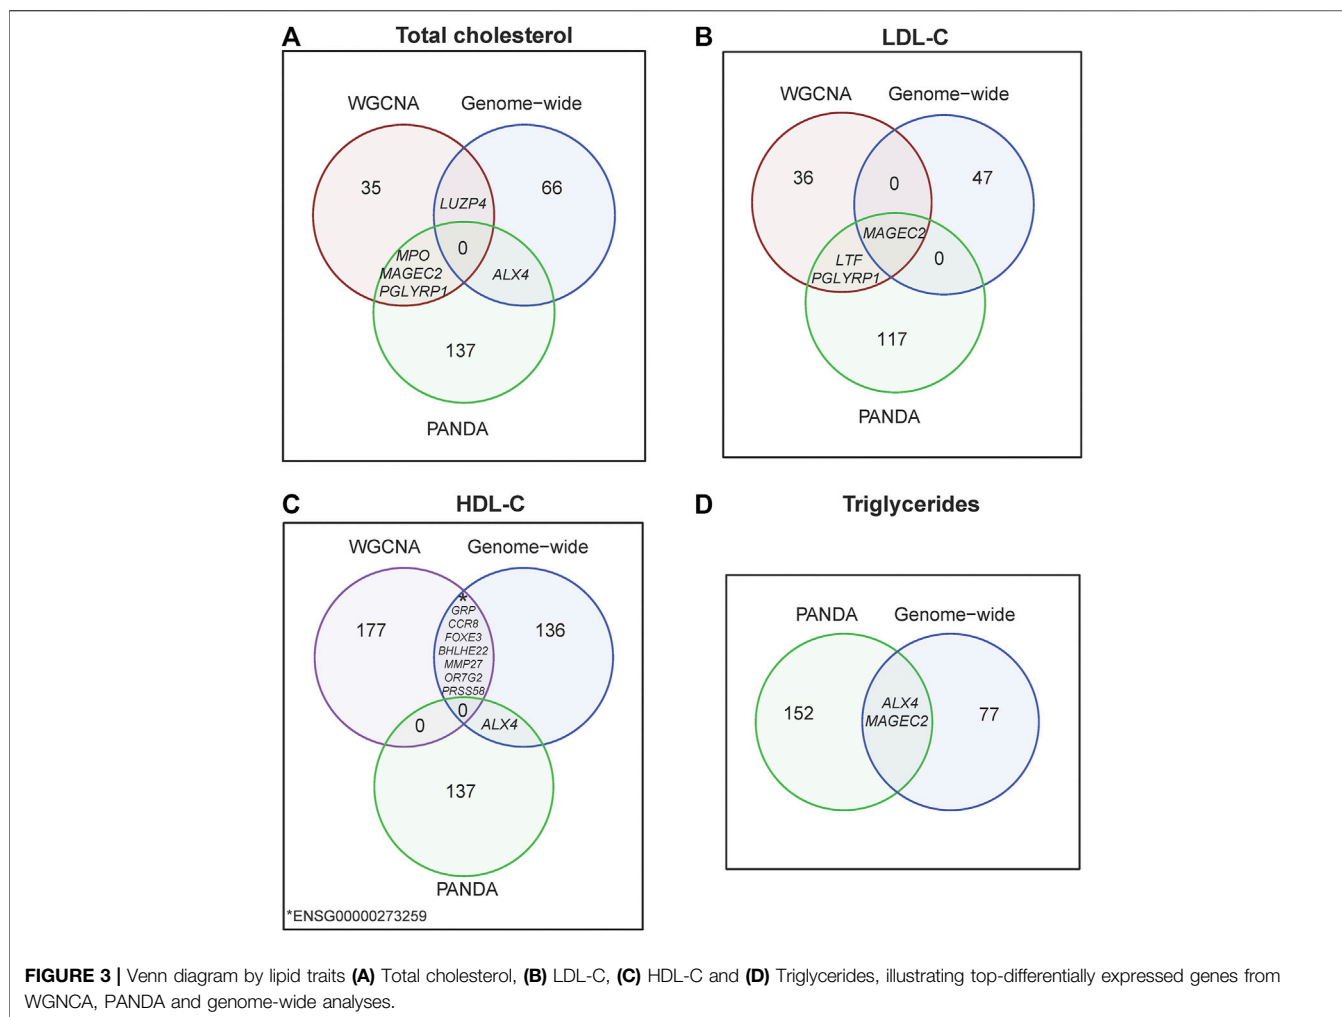 A Total cholesterol
WGCNA Genome-wide
35
66
LUZP4
0
MPO
MAGEC2
PGLYRP1
ALX4
137
PANDA
B LDL-C
WGCNA Genome-wide
36
0
47
MAGEC2
LTF
PGLYRP1
0
117
PANDA
C HDL-C
WGCNA Genome-wide
177
*
GRP
CCR8
FOXE3
BHLHE22
MMP27
OR7G2
PRSS58
136
0
0
ALX4
137
PANDA
*ENSG00000273259
D Triglycerides
PANDA Genome-wide
152
ALX4
MAGEC2
77
FIGURE 3 | Venn diagram by lipid traits (A) Total cholesterol, (B) LDL-C, (C) HDL-C and (D) Triglycerides, illustrating top-differentially expressed genes from
WGNCA, PANDA and genome-wide analyses.